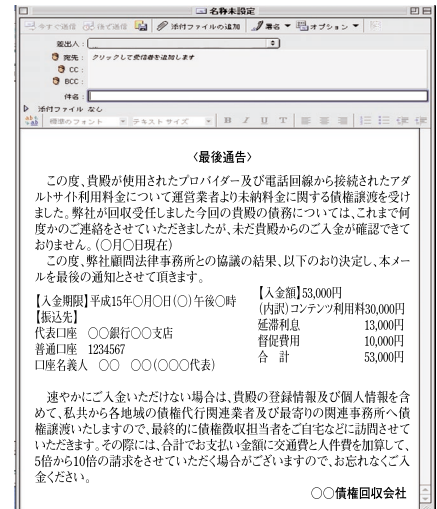 名称未設定
今すぐ送信 後で送信 添付ファイルの追加 署名 オプション
差出人：
宛先： クリックして受信者を追加します
CC：
BCC：
件名：
添付ファイル なし
標準のフォント テキスト サイズ B I U T
〈最後通告〉
この度、貴殿が使用されたプロバイダー及び電話回線から接続されたアダ
ルトサイト利用料金について運営業者より未納料金に関する債権譲渡を受け
ました。弊社が回収受任しました今回の貴殿の債務については、これまで何
度かのご連絡をさせていただきましたが、未だ貴殿からのご入金が確認できて
おりません。（○月○日現在）
この度、弊社顧問法律事務所との協議の結果、以下のおり決定し、本メー
ルを最後の通知とさせて頂きます。
【入金期限】平成15年○月○日（○）午後○時
【振込先】
代表口座 ○○銀行○○支店
普通口座 1234567
口座名義人 ○○ ○○（○○○代表）
【入金額】53,000円
（内訳）コンテンツ利用料30,000円
延滞利息 13,000円
督促費用 10,000円
合 計 53,000円
速やかにご入金いただけない場合は、貴殿の登録情報及び個人情報を含
めて、私共から各地域の債権代行関連業者及び最寄りの関連事務所へ債
権譲渡いたしますので、最終的に債権徴収担当者をご自宅などに訪問させて
いただきます。その際には、合計でお支払い金額に交通費と人件費を加算して、
5倍から10倍の請求をさせていただく場合がございますので、お忘れなくご入
金ください。
○○債権回収会社